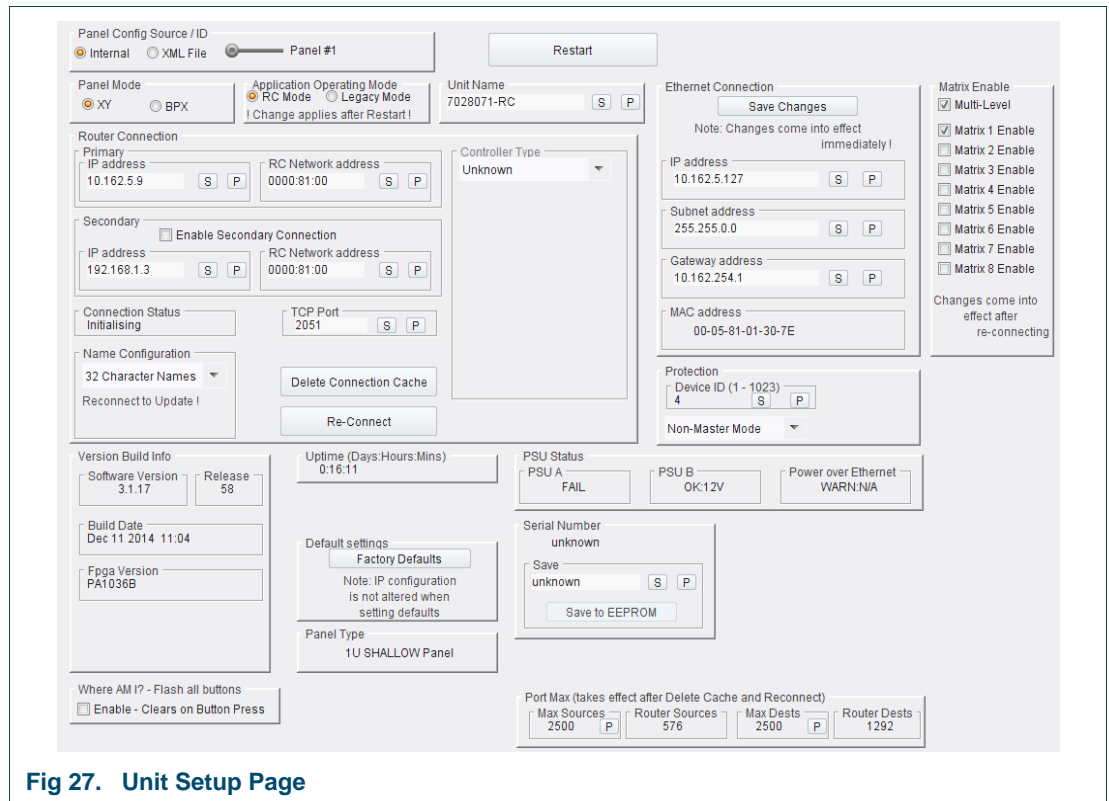 Panel Config Source / ID
Internal XML File Panel #1
Restart
Panel Mode
XY BPX
Application Operating Mode
RC Mode Legacy Mode
! Change applies after Restart !
Unit Name
7028071-RC S P
Router Connection
Primary
IP address
10.162.5.9 S P
RC Network address
0000:81:00 S P
Secondary
Enable Secondary Connection
IP address
192.168.1.3 S P
RC Network address
0000:81:00 S P
Connection Status
Initialising
TCP Port
2051 S P
Name Configuration
32 Character Names
Reconnect to Update !
Delete Connection Cache
Re-Connect
Controller Type
Unknown
Ethernet Connection
Save Changes
Note: Changes come into effect
immediately !
IP address
10.162.5.127 S P
Subnet address
255.255.0.0 S P
Gateway address
10.162.254.1 S P
MAC address
00-05-81-01-30-7E
Matrix Enable
Multi-Level
Matrix 1 Enable
Matrix 2 Enable
Matrix 3 Enable
Matrix 4 Enable
Matrix 5 Enable
Matrix 6 Enable
Matrix 7 Enable
Matrix 8 Enable
Changes come into
effect after
re-connecting
Protection
Device ID (1 - 1023)
4 S P
Non-Master Mode
Version Build Info
Software Version
3.1.17
Release
58
Build Date
Dec 11 2014 11:04
Fpga Version
PA1036B
Uptime (Days:Hours:Mins)
0:16:11
PSU Status
PSU A
FAIL
PSU B
OK:12V
Power over Ethernet
WARN:N/A
Default settings
Factory Defaults
Note: IP configuration
is not altered when
setting defaults
Serial Number
unknown
Save
unknown S P
Save to EEPROM
Panel Type
1U SHALLOW Panel
Where AM I? - Flash all buttons
Enable - Clears on Button Press
Port Max (takes effect after Delete Cache and Reconnect)
Max Sources
2500 P
Router Sources
576
Max Dests
2500 P
Router Dests
1292
Fig 27. Unit Setup Page